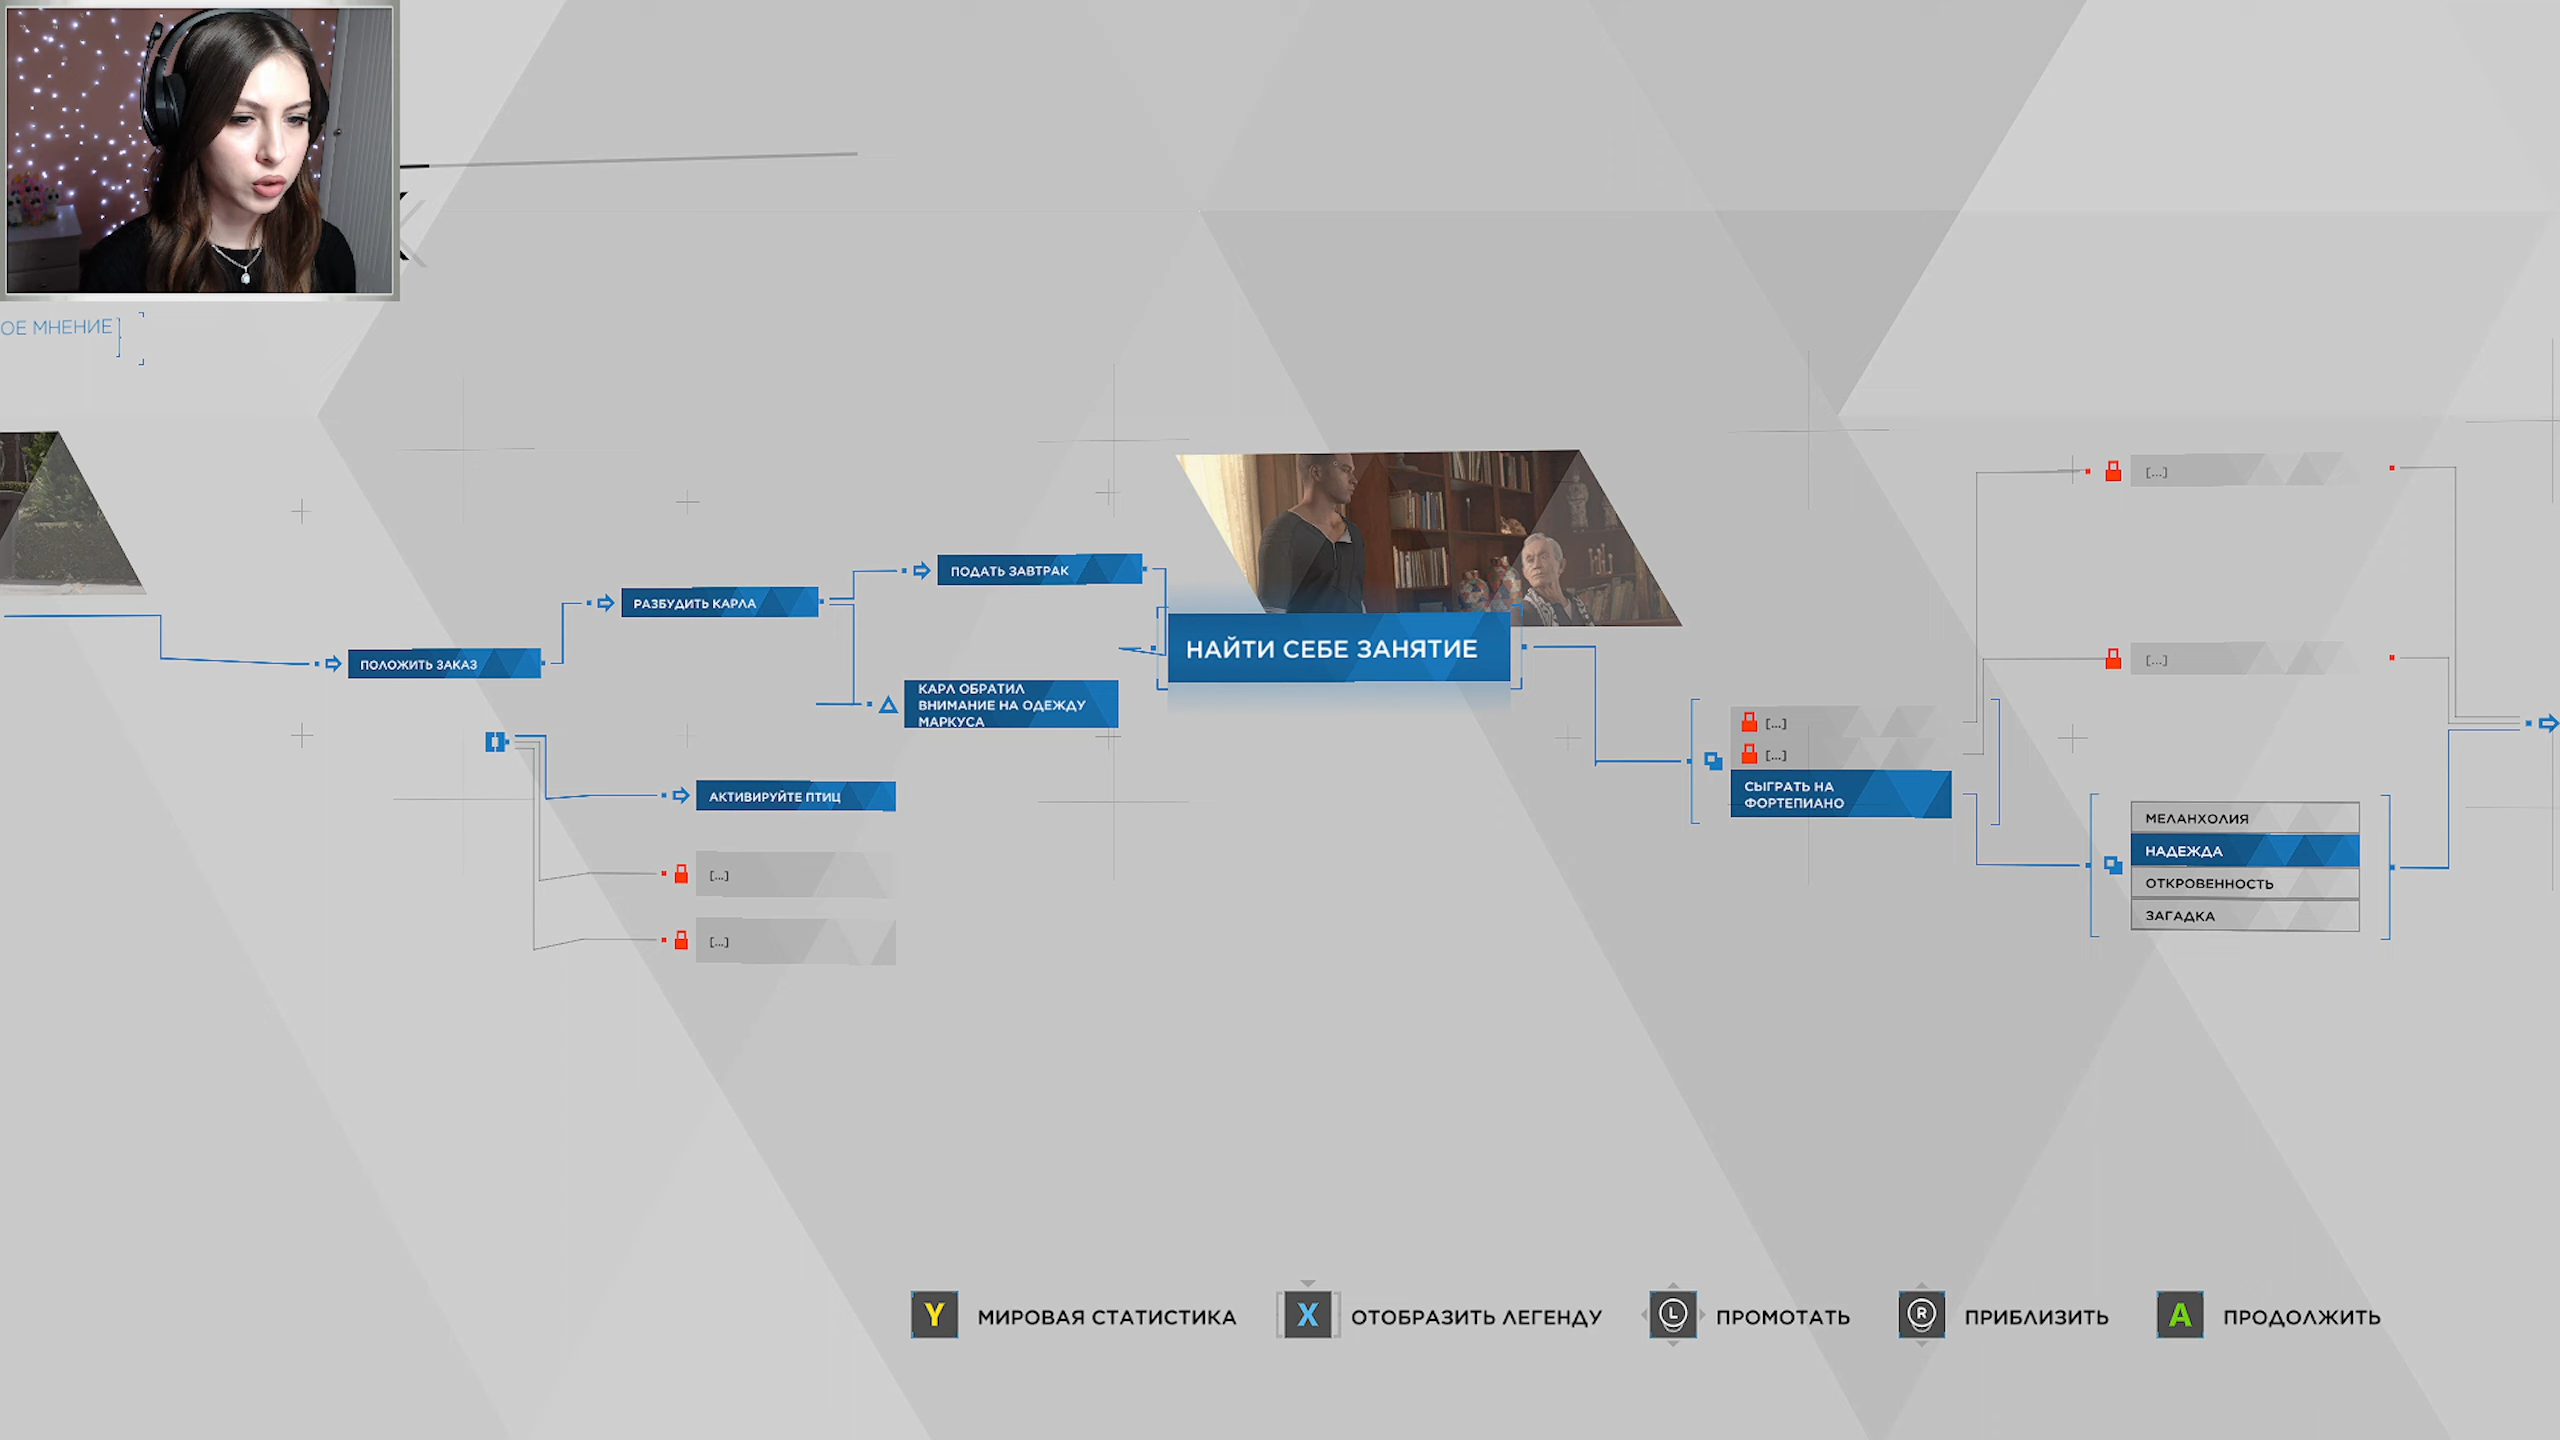 ОЕ МНЕНИЕ
ПОЛОЖИТЬ ЗАКАЗ
РАЗБУДИТЬ КАРЛА
ПОДАТЬ ЗАВТРАК
КАРЛ ОБРАТИЛ
ВНИМАНИЕ НА ОДЕЖДУ
МАРКУСА
НАЙТИ СЕБЕ ЗАНЯТИЕ
АКТИВИРУЙТЕ ПТИЦ
[...]
[...]
[...]
[...]
СЫГРАТЬ НА
ФОРТЕПИАНО
[...]
[...]
МЕЛАНХОЛИЯ
НАДЕЖДА
ОТКРОВЕННОСТЬ
ЗАГАДКА
Y МИРОВАЯ СТАТИСТИКА X ОТОБРАЗИТЬ ЛЕГЕНДУ L ПРОМОТАТЬ R ПРИБЛИЗИТЬ A ПРОДОЛЖИТЬ